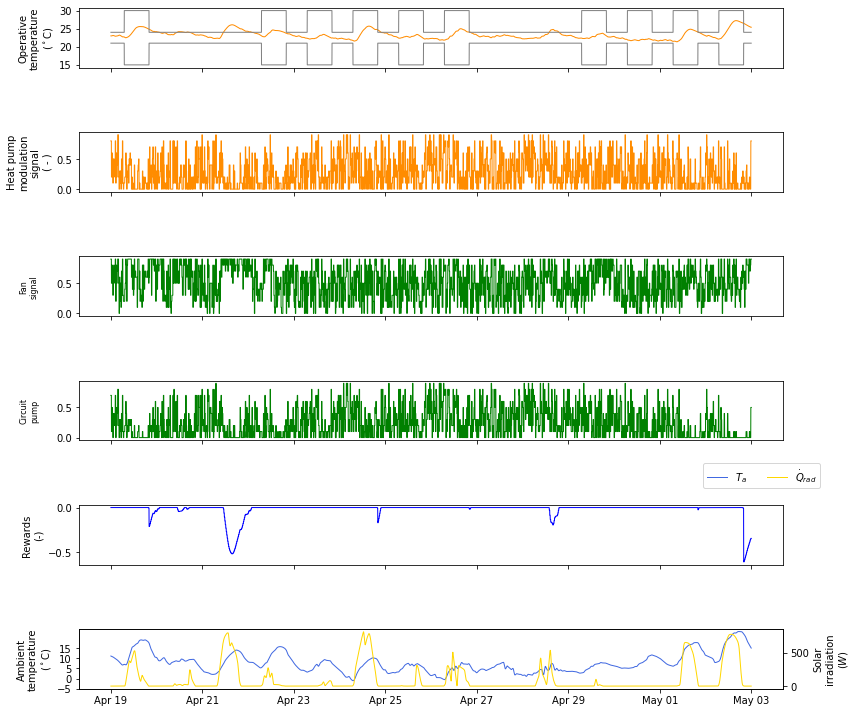 Operative
temperature
(°C)
30
25
20
15
Heat pump
modulation
signal
( - )
0.5
0.0
Fan
signal
0.5
0.0
Circuit
pump
0.5
0.0
T_a
Q̇_rad
Rewards
(-)
0.0
−0.5
Ambient
temperature
(°C)
15
10
5
0
−5
500
0
Solar
irradiation
(W)
Apr 19
Apr 21
Apr 23
Apr 25
Apr 27
Apr 29
May 01
May 03